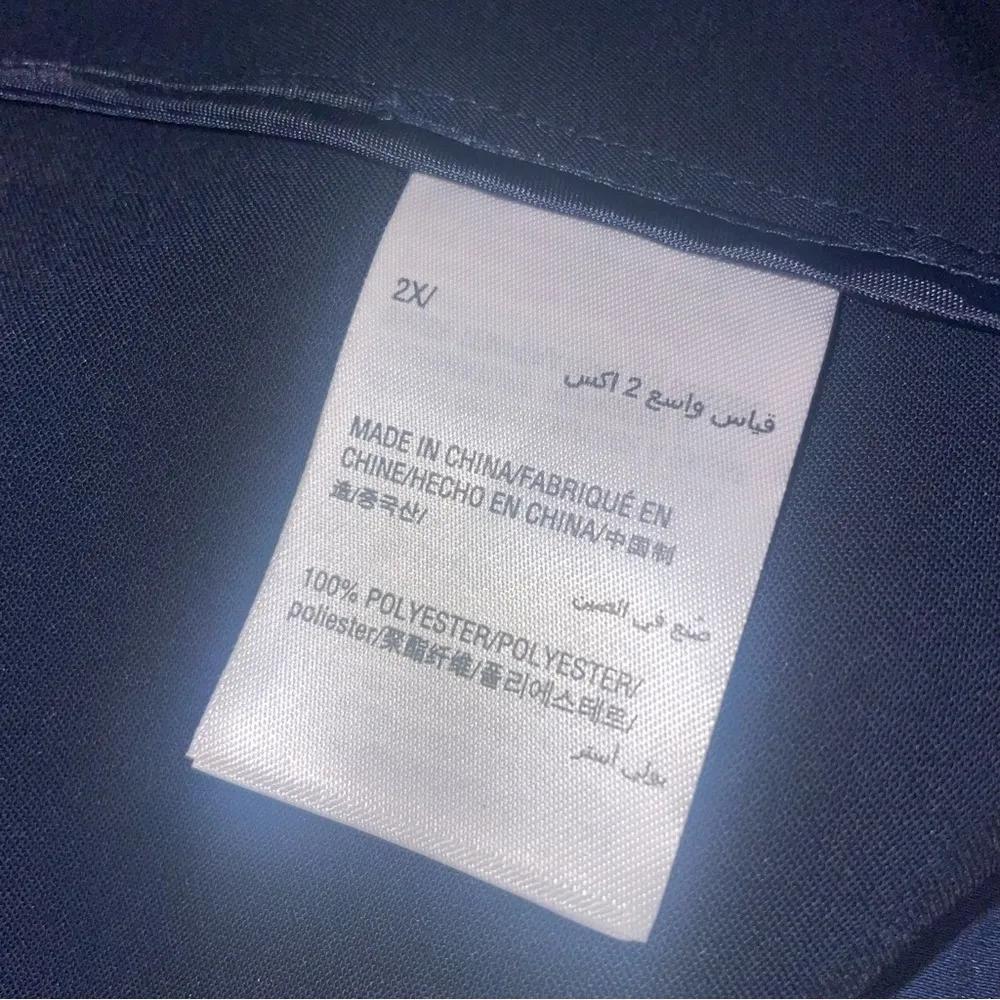 2X/
قياس واسع 2 اكس
MADE IN CHINA/FABRIQUÉ EN
CHINE/HECHO EN CHINA/中国制
造/중국산/
صُنع في الصين
100% POLYESTER/POLYESTER/
poliester/聚酯纤维/폴리에스테르/
بولي أستر